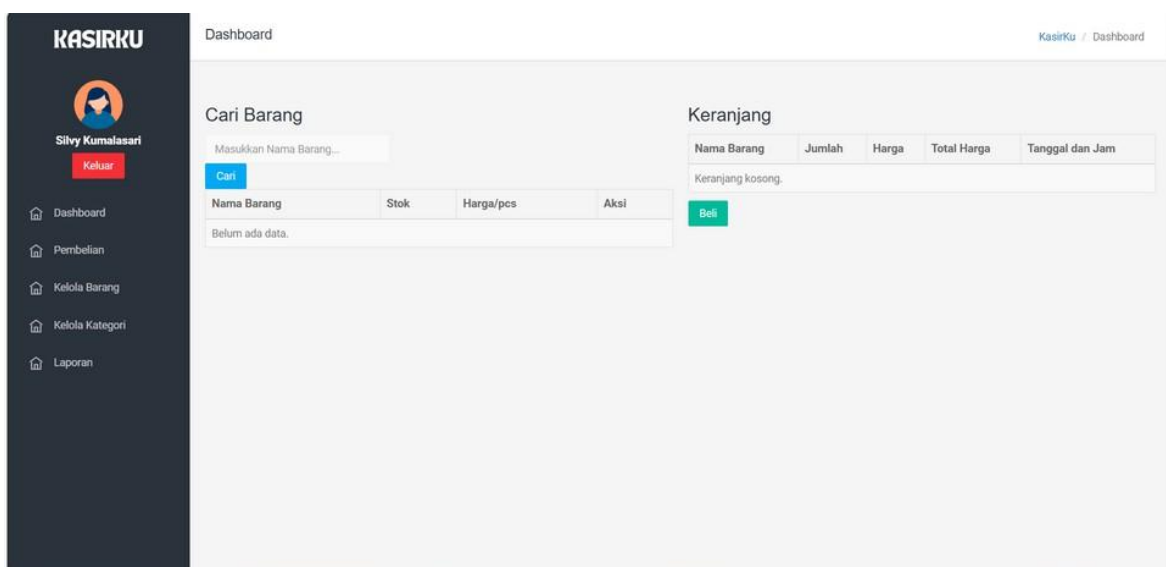 KASIRKU
Silvy Kumalasari
Keluar
Dashboard
Pembelian
Kelola Barang
Kelola Kategori
Laporan
Dashboard
KasirKu / Dashboard
Cari Barang
Masukkan Nama Barang...
Cari
Nama Barang Stok Harga/pcs Aksi
Belum ada data.
Keranjang
Nama Barang Jumlah Harga Total Harga Tanggal dan Jam
Keranjang kosong.
Beli